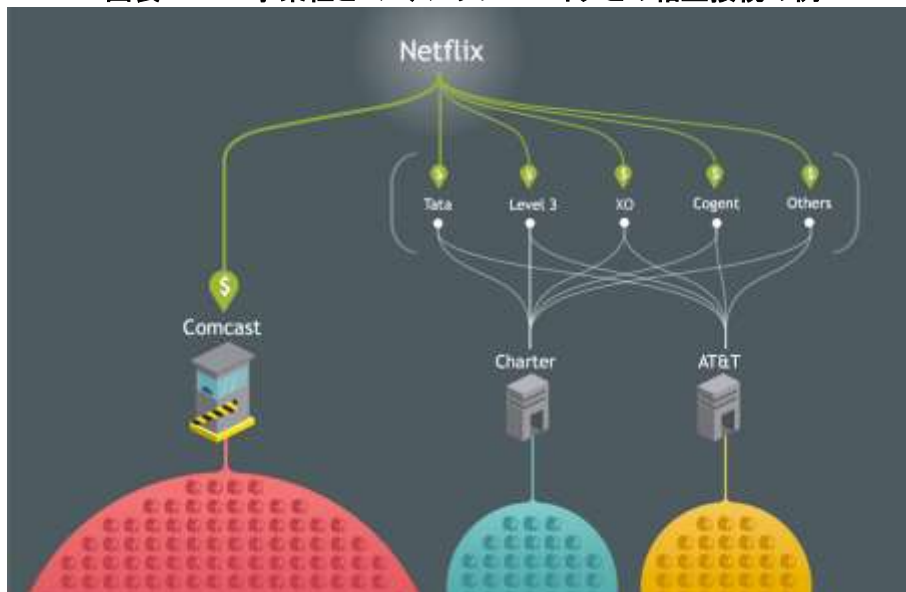 Netflix
$ $ $ $ $
Tata Level 3 XO Cogent Others
$
Comcast
Charter AT&T